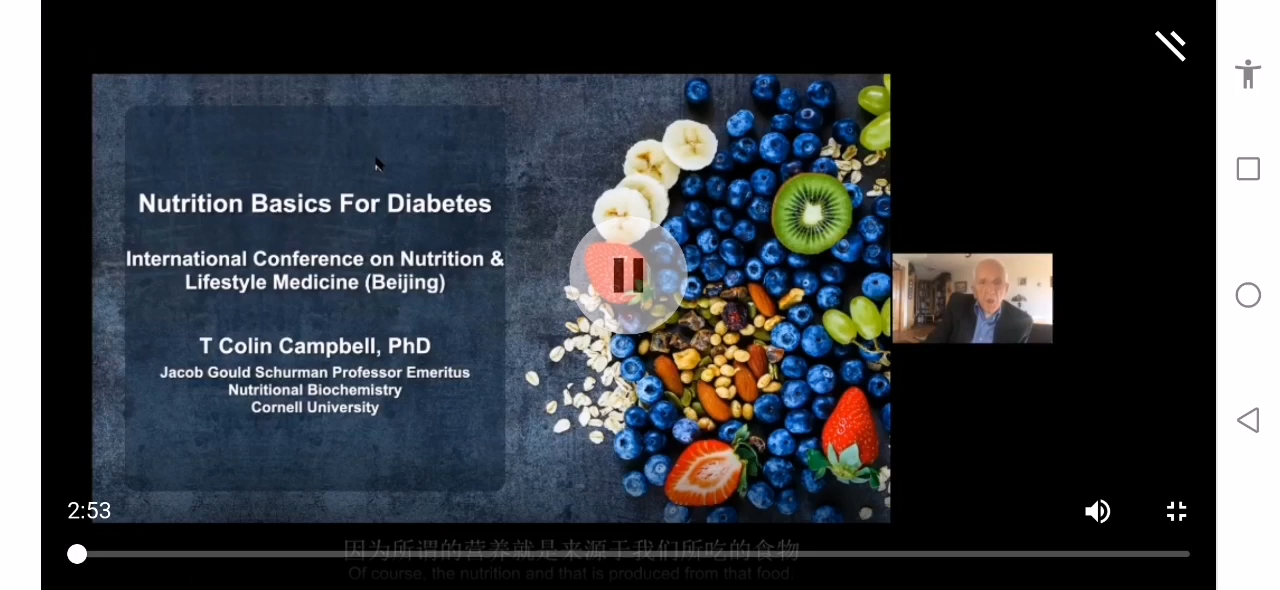 Nutrition Basics For Diabetes
International Conference on Nutrition &
Lifestyle Medicine (Beijing)
T Colin Campbell, PhD
Jacob Gould Schurman Professor Emeritus
Nutritional Biochemistry
Cornell University
2:53
因为所谓的营养就是来源于我们所吃的食物
Of course, the nutrition and that is produced from that food.